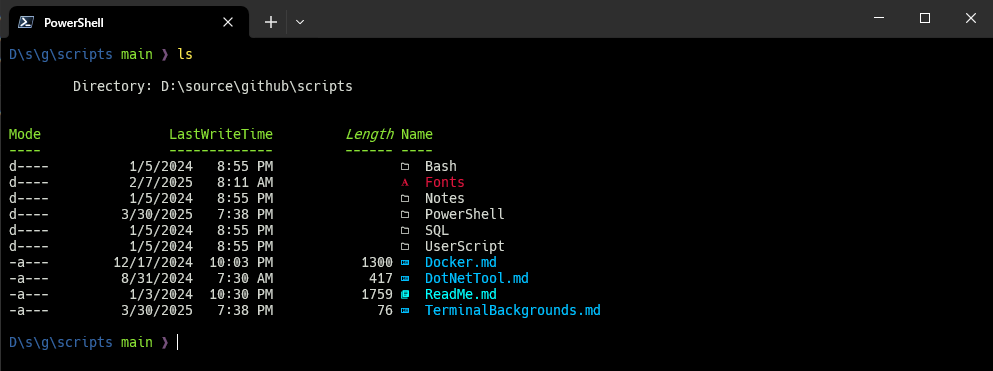 PowerShell
D\s\g\scripts main ❯ ls
Directory: D:\source\github\scripts
Mode LastWriteTime Length Name
---- ------------- ------ ----
d---- 1/5/2024 8:55 PM Bash
d---- 2/7/2025 8:11 AM Fonts
d---- 1/5/2024 8:55 PM Notes
d---- 3/30/2025 7:38 PM PowerShell
d---- 1/5/2024 8:55 PM SQL
d---- 1/5/2024 8:55 PM UserScript
-a--- 12/17/2024 10:03 PM 1300 Docker.md
-a--- 8/31/2024 7:30 AM 417 DotNetTool.md
-a--- 1/3/2024 10:30 PM 1759 ReadMe.md
-a--- 3/30/2025 7:38 PM 76 TerminalBackgrounds.md
D\s\g\scripts main ❯